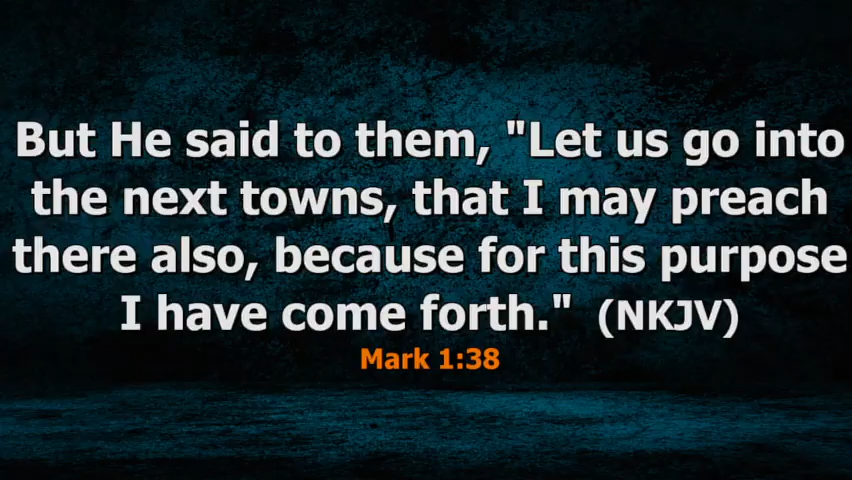 But He said to them, "Let us go into
the next towns, that I may preach
there also, because for this purpose
I have come forth." (NKJV)
Mark 1:38